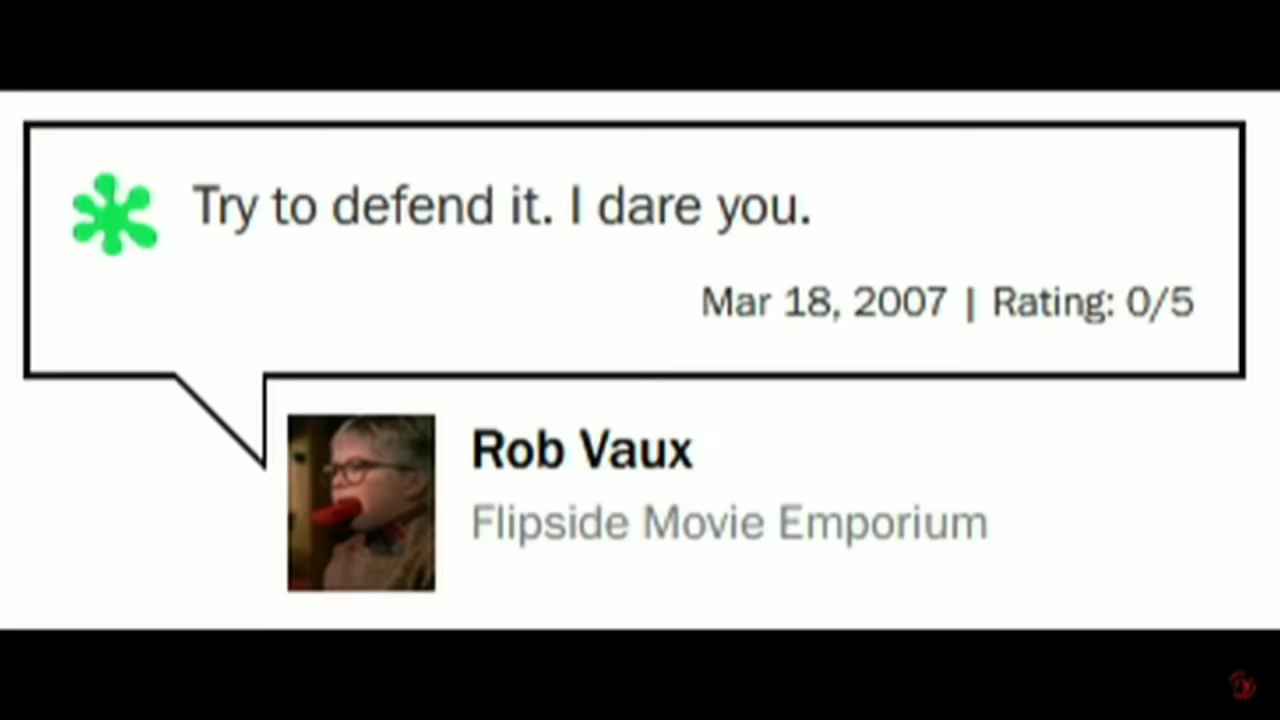 Try to defend it. I dare you.
Mar 18, 2007 | Rating: 0/5
Rob Vaux
Flipside Movie Emporium